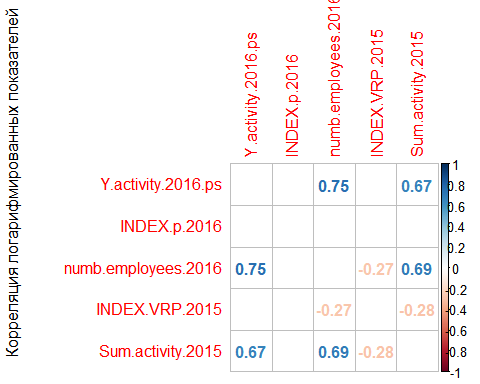 Корреляция логарифмированных показателей
Y.activity.2016.ps
INDEX.p.2016
numb.employees.2016
INDEX.VRP.2015
Sum.activity.2015
Y.activity.2016.ps 0.75 0.67
INDEX.p.2016
numb.employees.2016 0.75 -0.27 0.69
INDEX.VRP.2015 -0.27 -0.28
Sum.activity.2015 0.67 0.69 -0.28
1
0.8
0.6
0.4
0.2
0
-0.2
-0.4
-0.6
-0.8
-1